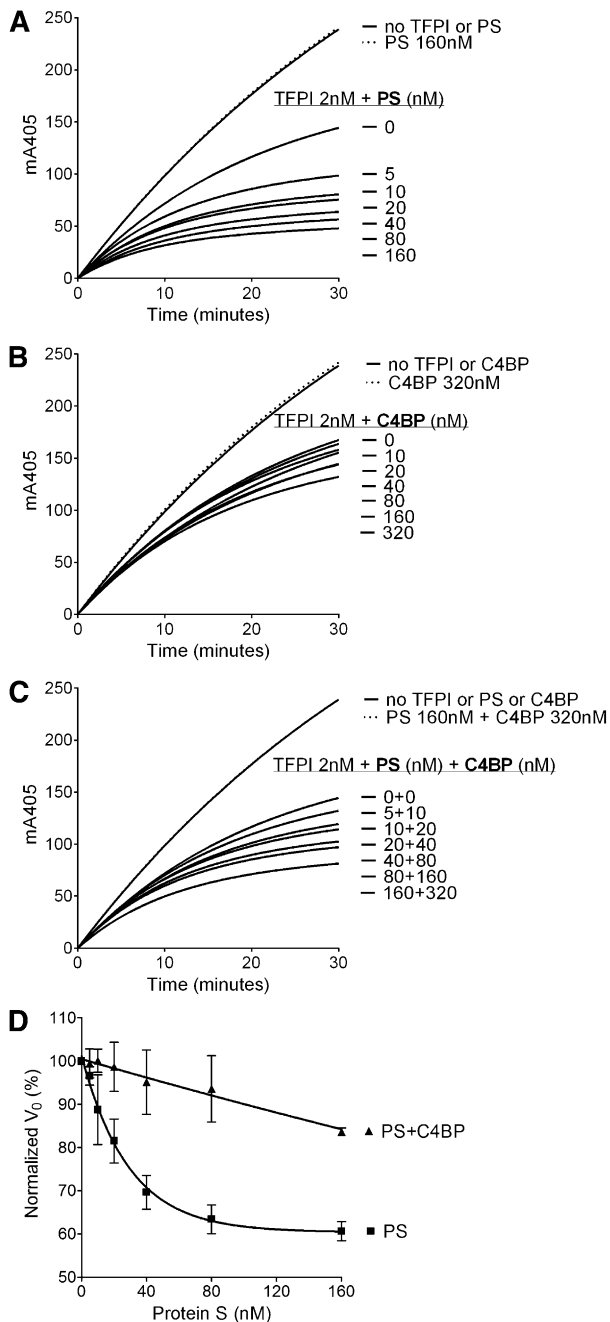 A
250
200
150
100
50
0
mA405
0
10
20
30
Time (minutes)
no TFPI or PS
PS 160nM
TFPI 2nM + PS (nM)
0
5
10
20
40
80
160
B
250
200
150
100
50
0
mA405
0
10
20
30
Time (minutes)
no TFPI or C4BP
C4BP 320nM
TFPI 2nM + C4BP (nM)
0
10
20
40
80
160
320
C
250
200
150
100
50
0
mA405
0
10
20
30
Time (minutes)
no TFPI or PS or C4BP
PS 160nM + C4BP 320nM
TFPI 2nM + PS (nM) + C4BP (nM)
0+0
5+10
10+20
20+40
40+80
80+160
160+320
D
110
100
90
80
70
60
50
Normalized V0 (%)
0
40
80
120
160
Protein S (nM)
PS+C4BP
PS